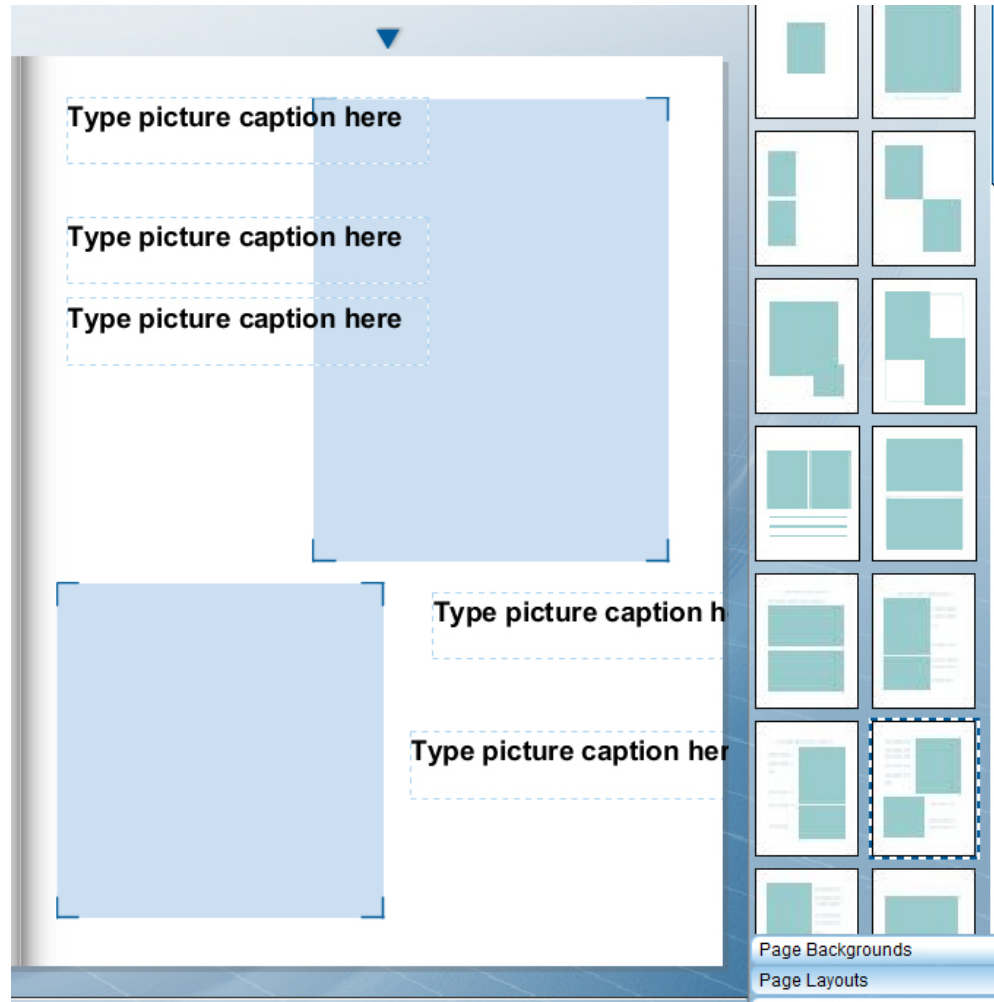 Type picture caption here
Type picture caption here
Type picture caption here
Type picture caption h
Type picture caption her
Page Backgrounds
Page Layouts